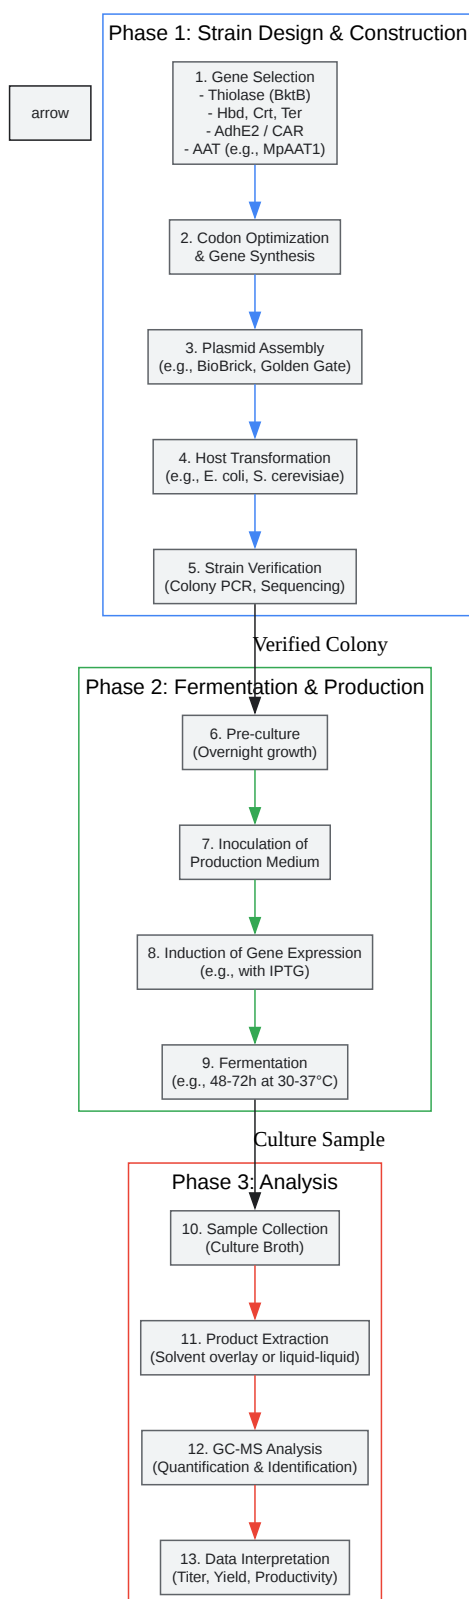 Phase 1: Strain Design & Construction
arrow
1. Gene Selection
- Thiolase (BktB)
- Hbd, Crt, Ter
- AdhE2 / CAR
- AAT (e.g., MpAAT1)
2. Codon Optimization
& Gene Synthesis
3. Plasmid Assembly
(e.g., BioBrick, Golden Gate)
4. Host Transformation
(e.g., E. coli, S. cerevisiae)
5. Strain Verification
(Colony PCR, Sequencing)
Verified Colony
Phase 2: Fermentation & Production
6. Pre-culture
(Overnight growth)
7. Inoculation of
Production Medium
8. Induction of Gene Expression
(e.g., with IPTG)
9. Fermentation
(e.g., 48-72h at 30-37°C)
Culture Sample
Phase 3: Analysis
10. Sample Collection
(Culture Broth)
11. Product Extraction
(Solvent overlay or liquid-liquid)
12. GC-MS Analysis
(Quantification & Identification)
13. Data Interpretation
(Titer, Yield, Productivity)